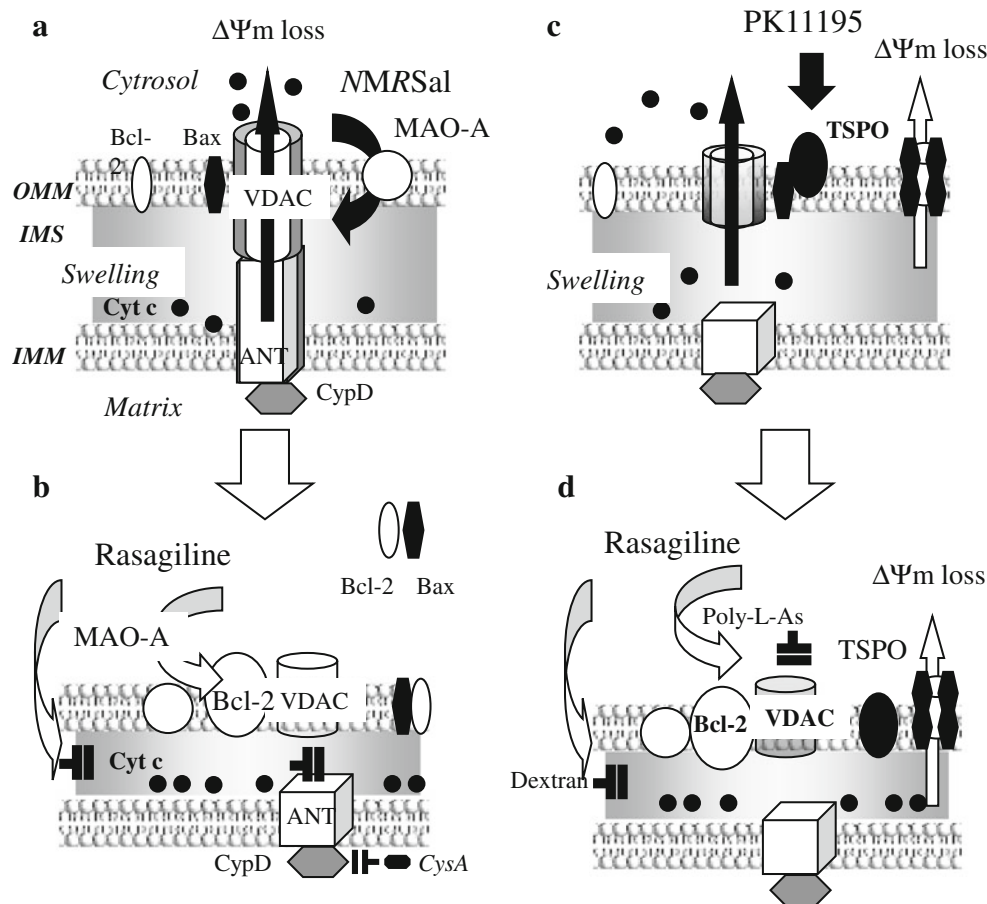 a
ΔΨm loss
Cytrosol
NMRSal
MAO-A
Bcl-
2
Bax
OMM
VDAC
IMS
Swelling
Cyt c
IMM
ANT
CypD
Matrix
c
PK11195
ΔΨm loss
TSPO
Swelling
b
Rasagiline
Bcl-2
Bax
MAO-A
Bcl-2
VDAC
Cyt c
ANT
CypD
CysA
d
Rasagiline
ΔΨm loss
Poly-L-As
TSPO
Bcl-2
VDAC
Dextran